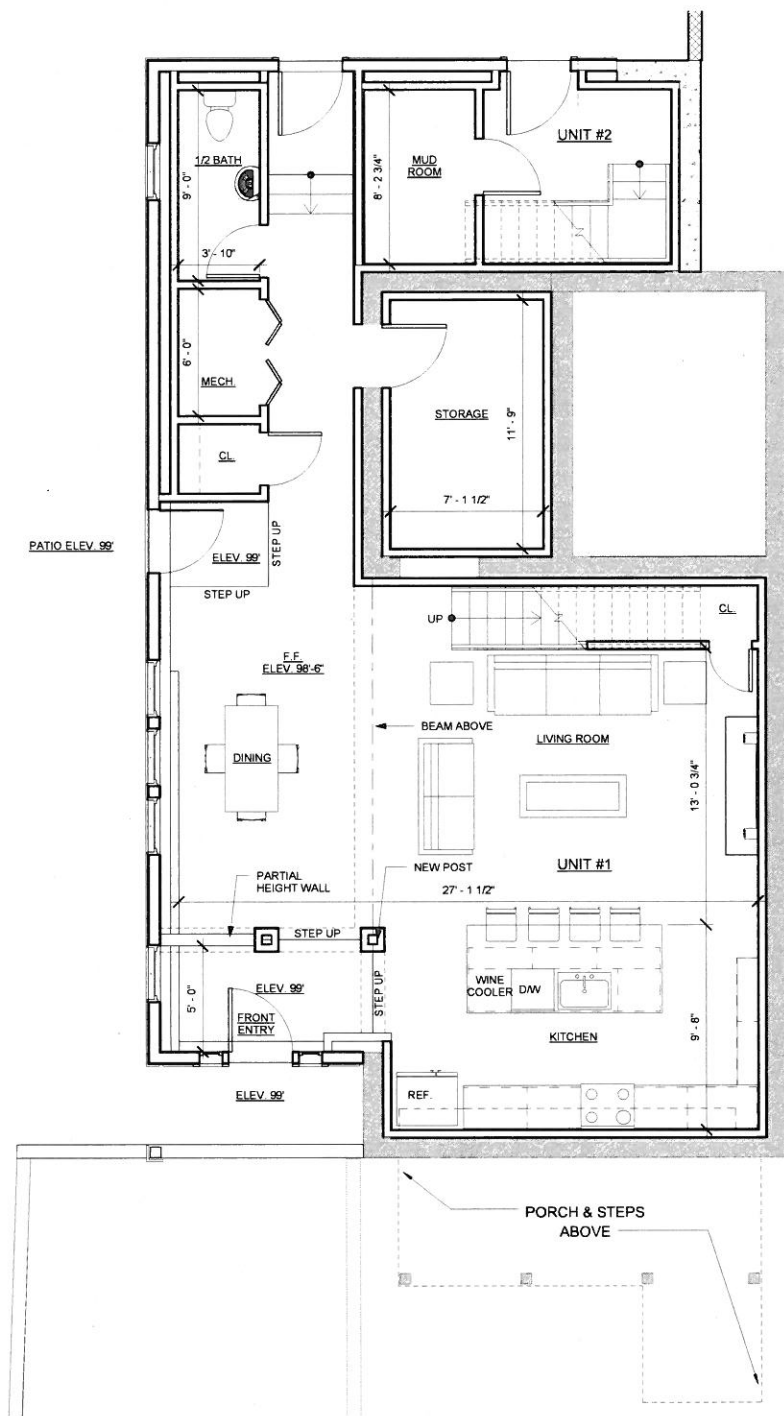 UNIT #2
1/2 BATH
MUD
ROOM
9' - 0"
8' - 2 3/4"
3' - 10"
6' - 0"
MECH.
STORAGE
11' - 9"
CL.
7' - 1 1/2"
PATIO ELEV. 99'
ELEV. 99'
STEP UP
STEP UP
CL.
UP
F.F.
ELEV. 98'-6"
BEAM ABOVE
LIVING ROOM
DINING
13' - 0 3/4"
UNIT #1
NEW POST
PARTIAL
HEIGHT WALL
27' - 1 1/2"
STEP UP
WINE
COOLER
D/W
ELEV. 99'
STEP UP
5' - 0"
FRONT
ENTRY
KITCHEN
9' - 8"
REF.
ELEV. 99'
PORCH & STEPS
ABOVE